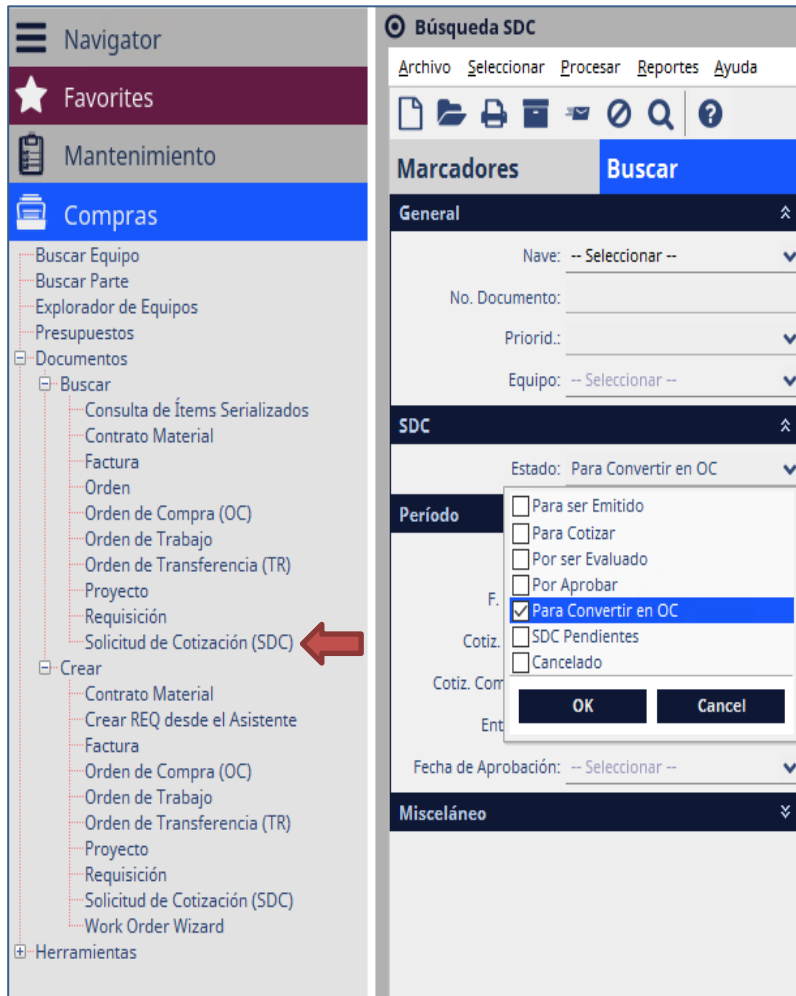 Navigator
Favorites
Mantenimiento
Compras
Buscar Equipo
Buscar Parte
Explorador de Equipos
Presupuestos
Documentos
Buscar
Consulta de Ítems Serializados
Contrato Material
Factura
Orden
Orden de Compra (OC)
Orden de Trabajo
Orden de Transferencia (TR)
Proyecto
Requisición
Solicitud de Cotización (SDC)
Crear
Contrato Material
Crear REQ desde el Asistente
Factura
Orden de Compra (OC)
Orden de Trabajo
Orden de Transferencia (TR)
Proyecto
Requisición
Solicitud de Cotización (SDC)
Work Order Wizard
Herramientas
Búsqueda SDC
Archivo Seleccionar Procesar Reportes Ayuda
Marcadores Buscar
General
Nave: -- Seleccionar --
No. Documento:
Priorid.:
Equipo: -- Seleccionar --
SDC
Estado: Para Convertir en OC
Período
Para ser Emitido
Para Cotizar
Por ser Evaluado
Por Aprobar
F.
Para Convertir en OC
Cotiz.
SDC Pendientes
Cancelado
Cotiz. Com
OK Cancel
Ent
Fecha de Aprobación: -- Seleccionar --
Misceláneo